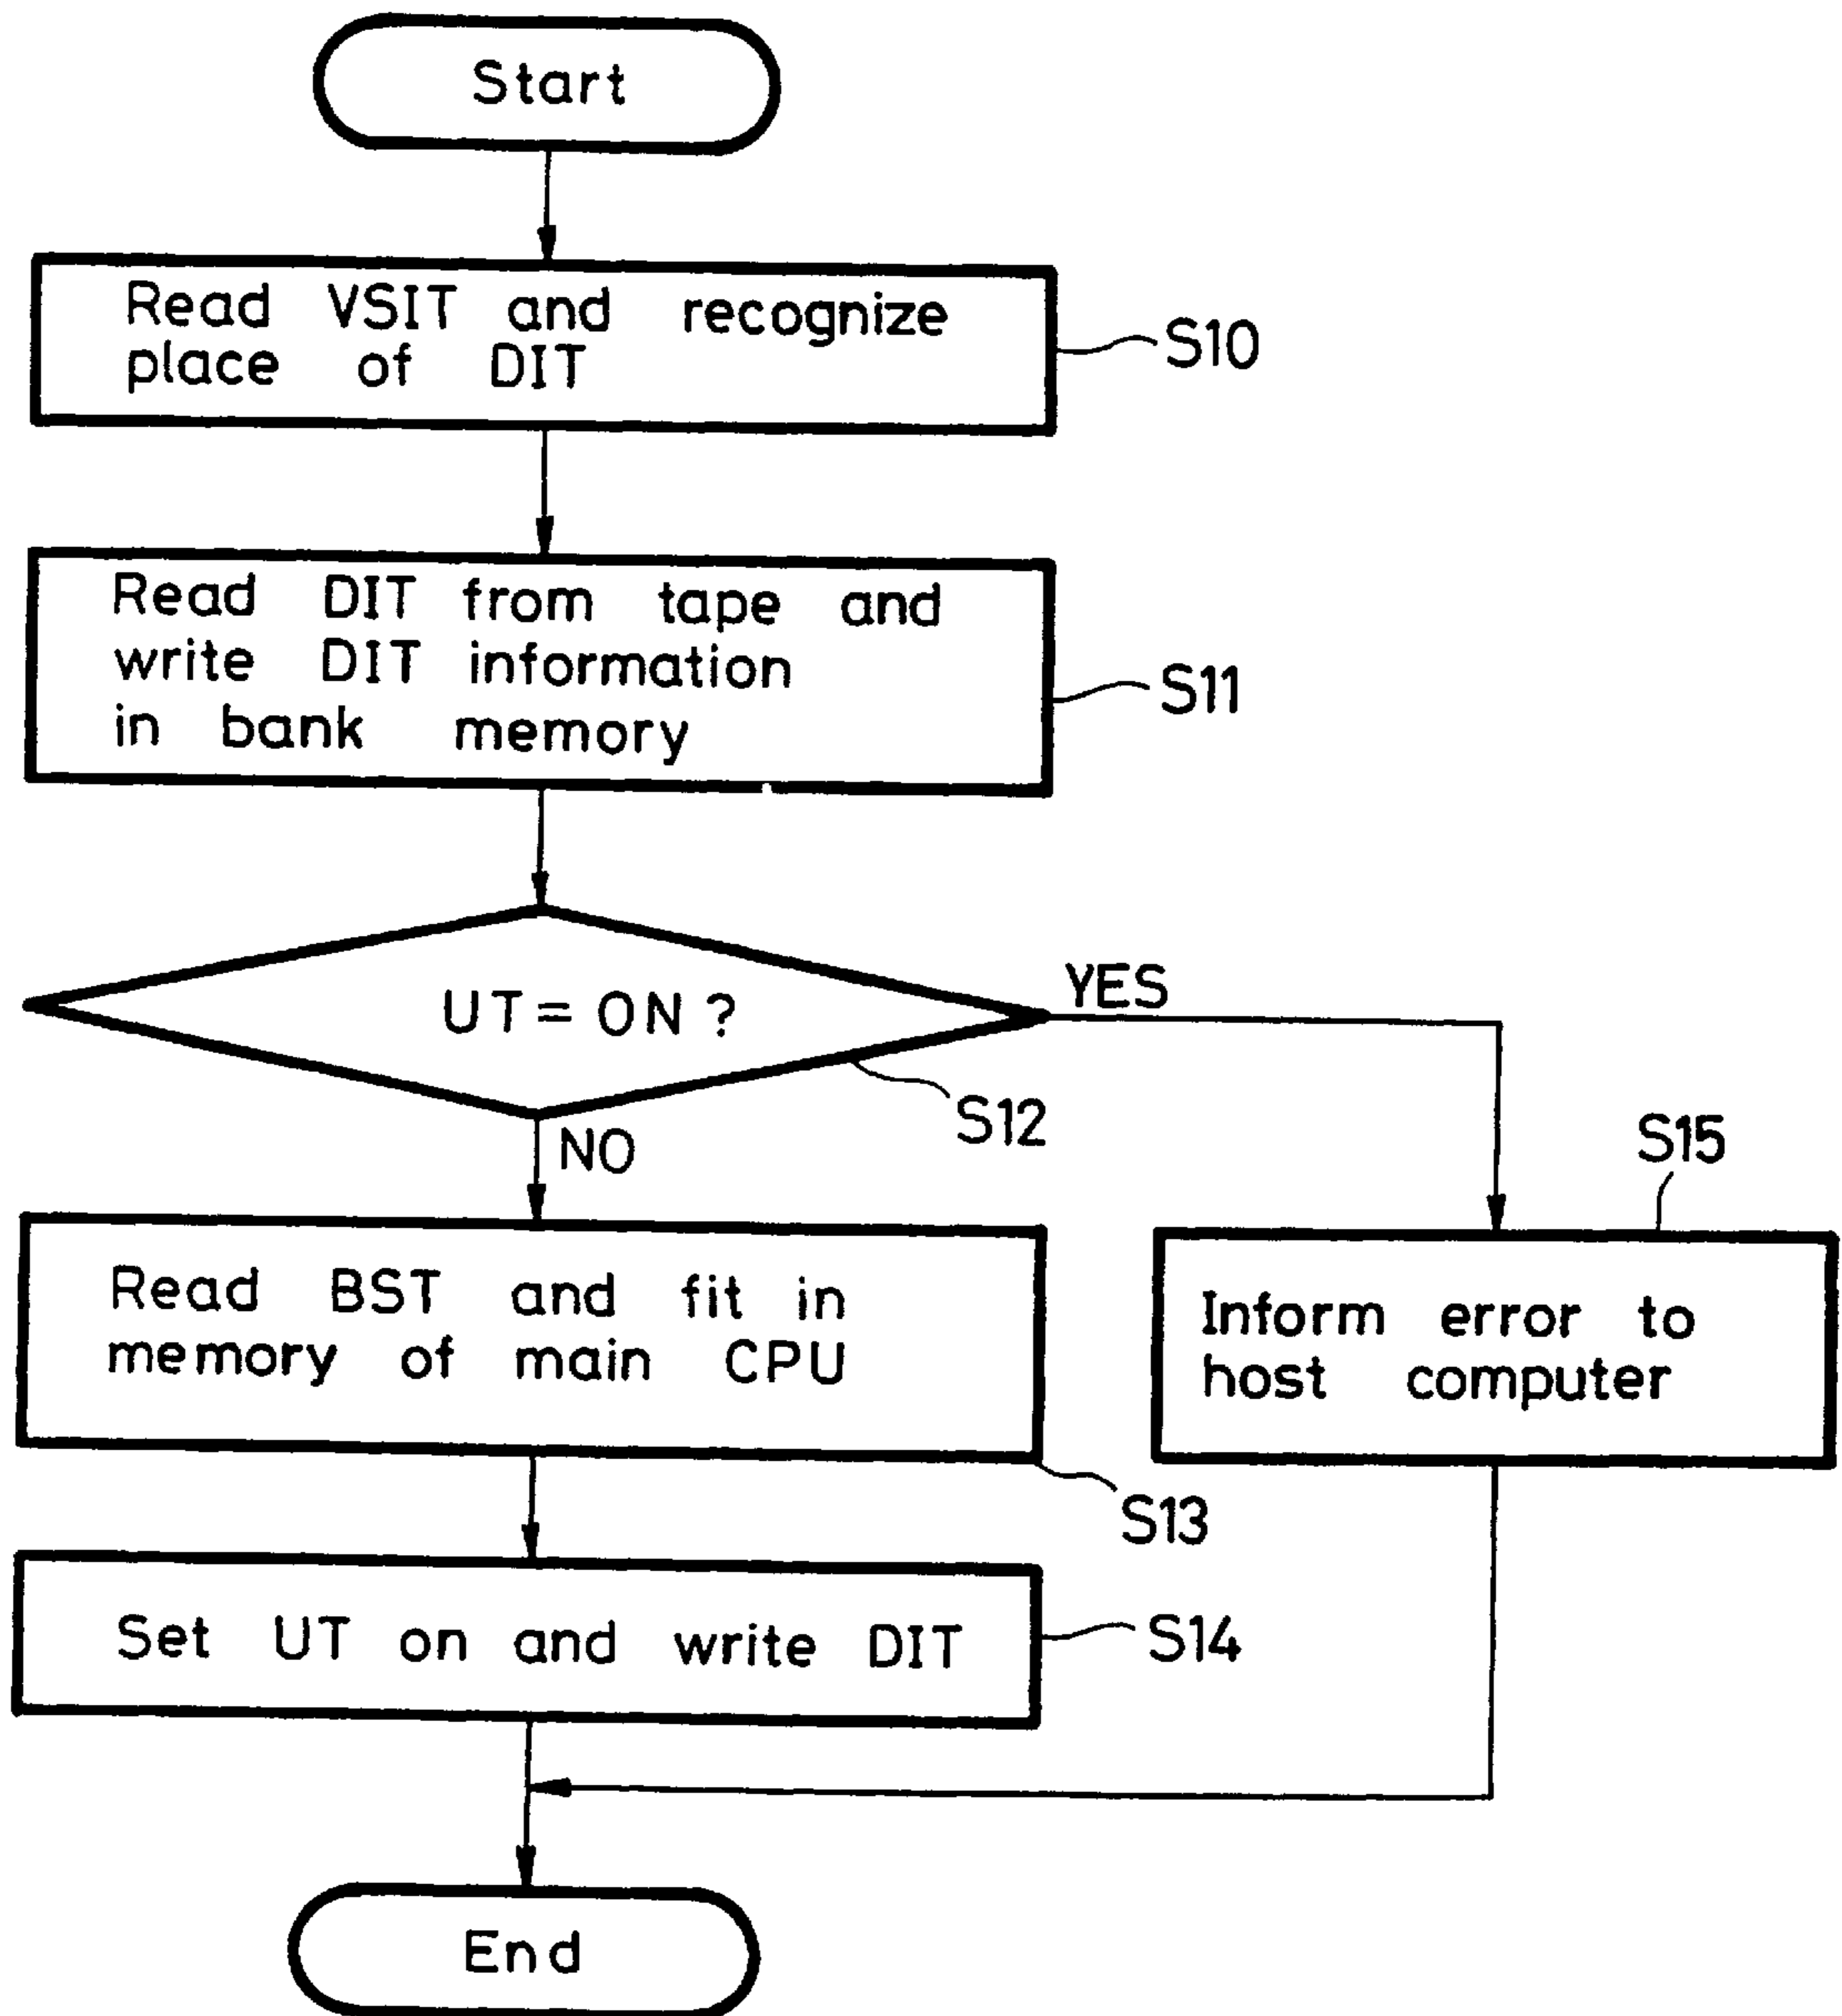 Start
Read VSIT and recognize
place of DIT
S10
Read DIT from tape and
write DIT information
in bank memory
S11
UT = ON ?
YES
S12
NO
S15
Read BST and fit in
memory of main CPU
S13
Inform error to
host computer
Set UT on and write DIT
S14
End